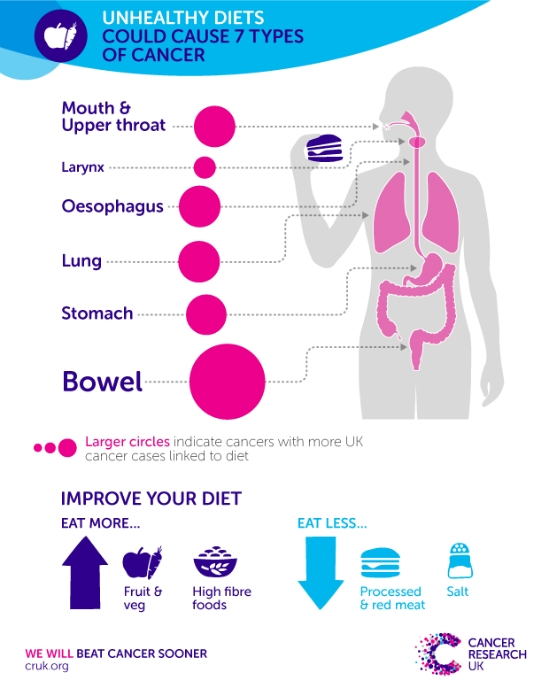 UNHEALTHY DIETS
COULD CAUSE 7 TYPES
OF CANCER
Mouth &
Upper throat
Larynx
Oesophagus
Lung
Stomach
Bowel
Larger circles indicate cancers with more UK
cancer cases linked to diet
IMPROVE YOUR DIET
EAT MORE...
Fruit &
veg
High fibre
foods
EAT LESS...
Processed
& red meat
Salt
WE WILL BEAT CANCER SOONER
cruk.org
CANCER
RESEARCH
UK